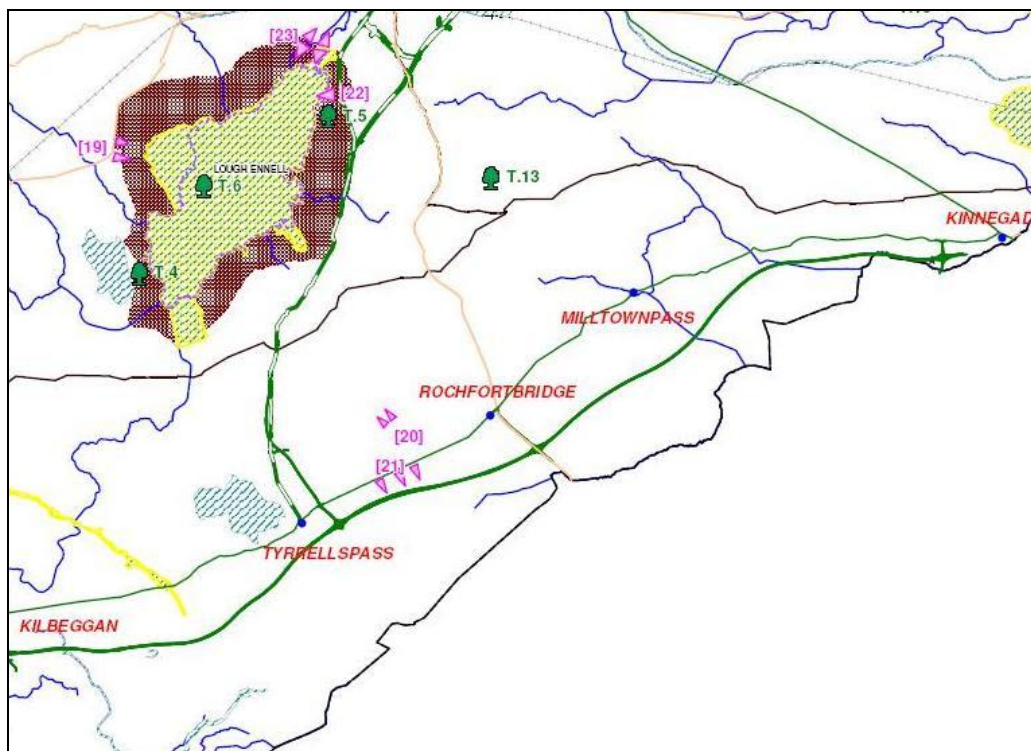 [23]
[22]
T.5
[19]
LOUGH ENNELL
T.6
T.13
KINNEGAD
T.4
MILLTOWNPASS
ROCHFORTBRIDGE
[20]
[21]
TYRRELLSPASS
KILBEGGAN